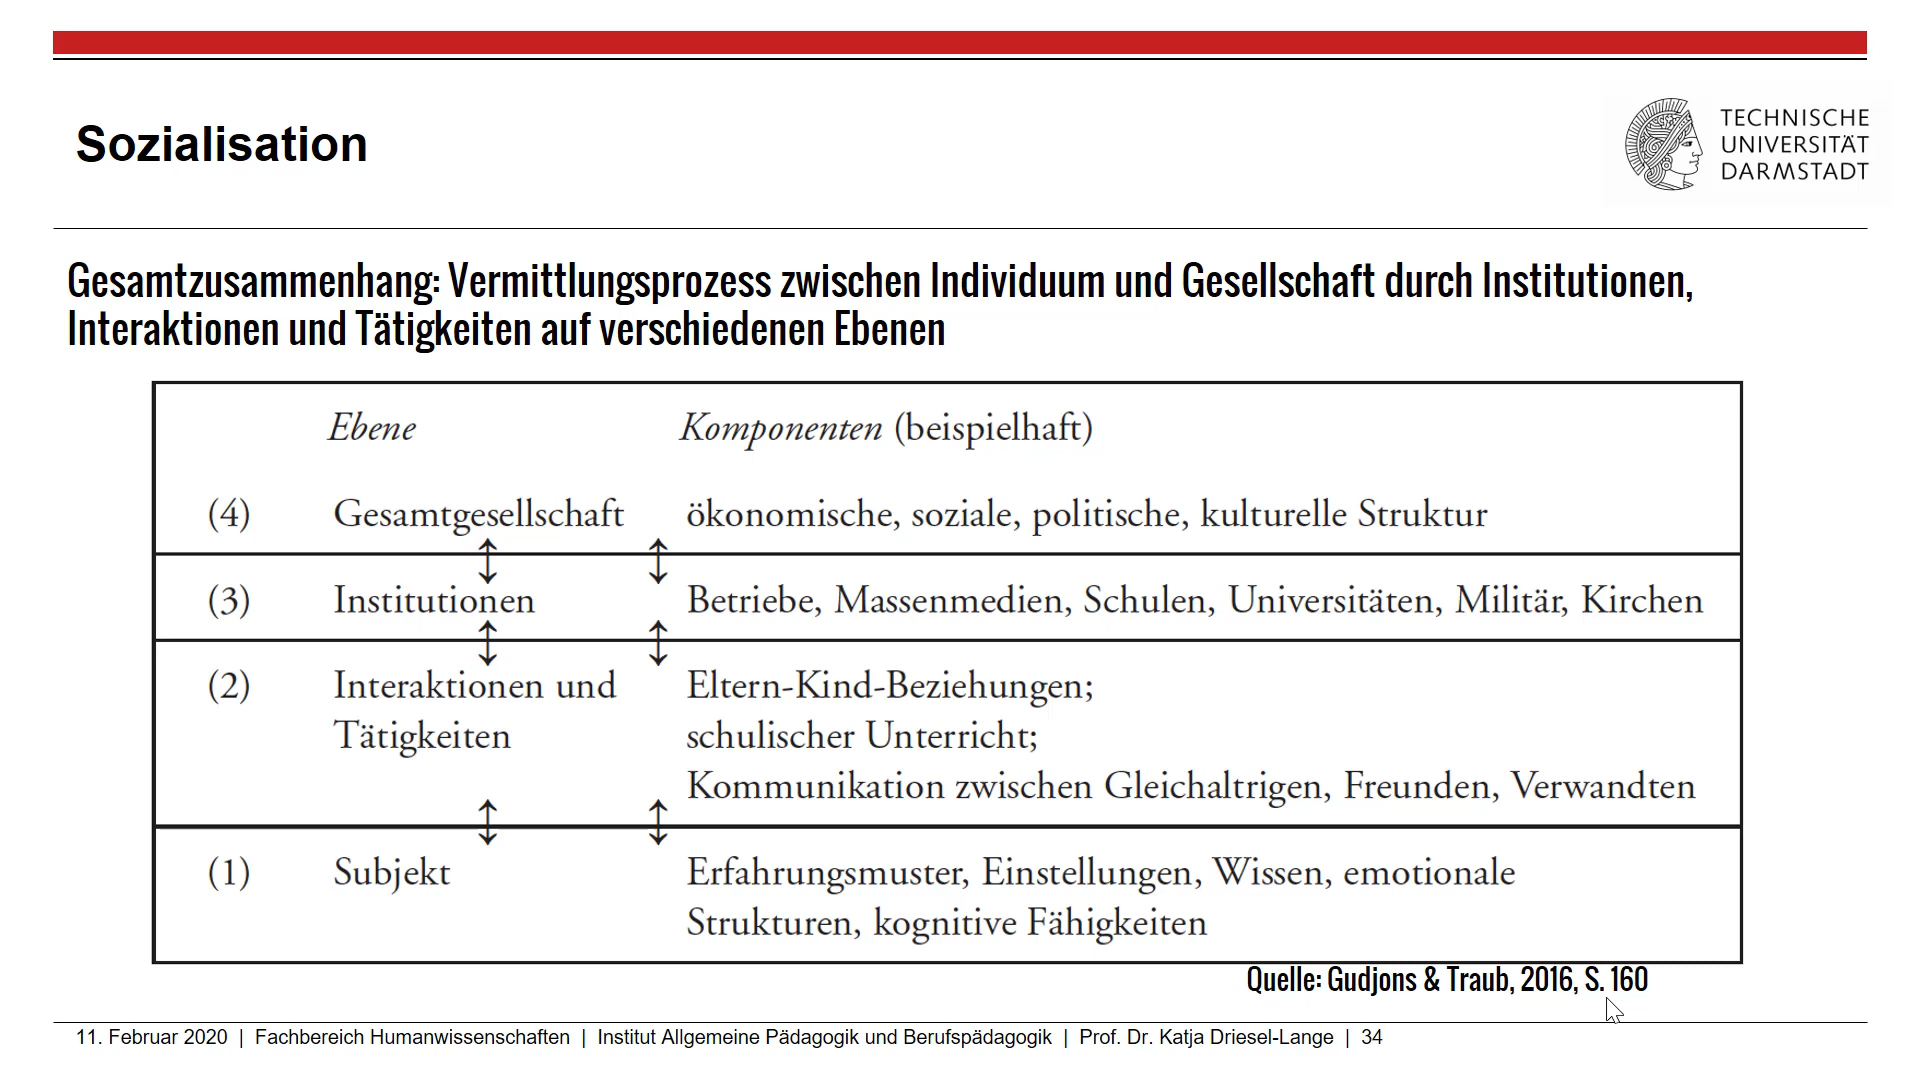 Sozialisation
TECHNISCHE
UNIVERSITÄT
DARMSTADT
Gesamtzusammenhang: Vermittlungsprozess zwischen Individuum und Gesellschaft durch Institutionen,
Interaktionen und Tätigkeiten auf verschiedenen Ebenen
Ebene Komponenten (beispielhaft)
(4) Gesamtgesellschaft ökonomische, soziale, politische, kulturelle Struktur
(3) Institutionen Betriebe, Massenmedien, Schulen, Universitäten, Militär, Kirchen
(2) Interaktionen und Eltern-Kind-Beziehungen;
Tätigkeiten schulischer Unterricht;
Kommunikation zwischen Gleichaltrigen, Freunden, Verwandten
(1) Subjekt Erfahrungsmuster, Einstellungen, Wissen, emotionale
Strukturen, kognitive Fähigkeiten
Quelle: Gudjons & Traub, 2016, S. 160
11. Februar 2020 | Fachbereich Humanwissenschaften | Institut Allgemeine Pädagogik und Berufspädagogik | Prof. Dr. Katja Driesel-Lange | 34